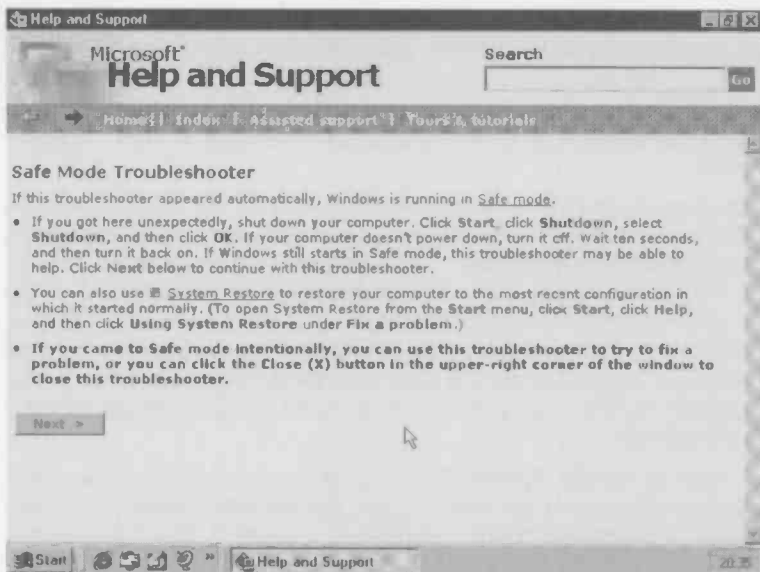 Help and Support
Microsoft®
Help and Support
Search
Go
Home | Index | Assisted support | Tours & tutorials
Safe Mode Troubleshooter
If this troubleshooter appeared automatically, Windows is running in Safe mode.
• If you got here unexpectedly, shut down your computer. Click Start, click Shutdown, select
Shutdown, and then click OK. If your computer doesn't power down, turn it off. Wait ten seconds,
and then turn it back on. If Windows still starts in Safe mode, this troubleshooter may be able to
help. Click Next below to continue with this troubleshooter.
• You can also use System Restore to restore your computer to the most recent configuration in
which it started normally. (To open System Restore from the Start menu, click Start, click Help,
and then click Using System Restore under Fix a problem.)
• If you came to Safe mode intentionally, you can use this troubleshooter to try to fix a
problem, or you can click the Close (X) button in the upper-right corner of the window to
close this troubleshooter.
Next >
Start
»
Help and Support
20:35